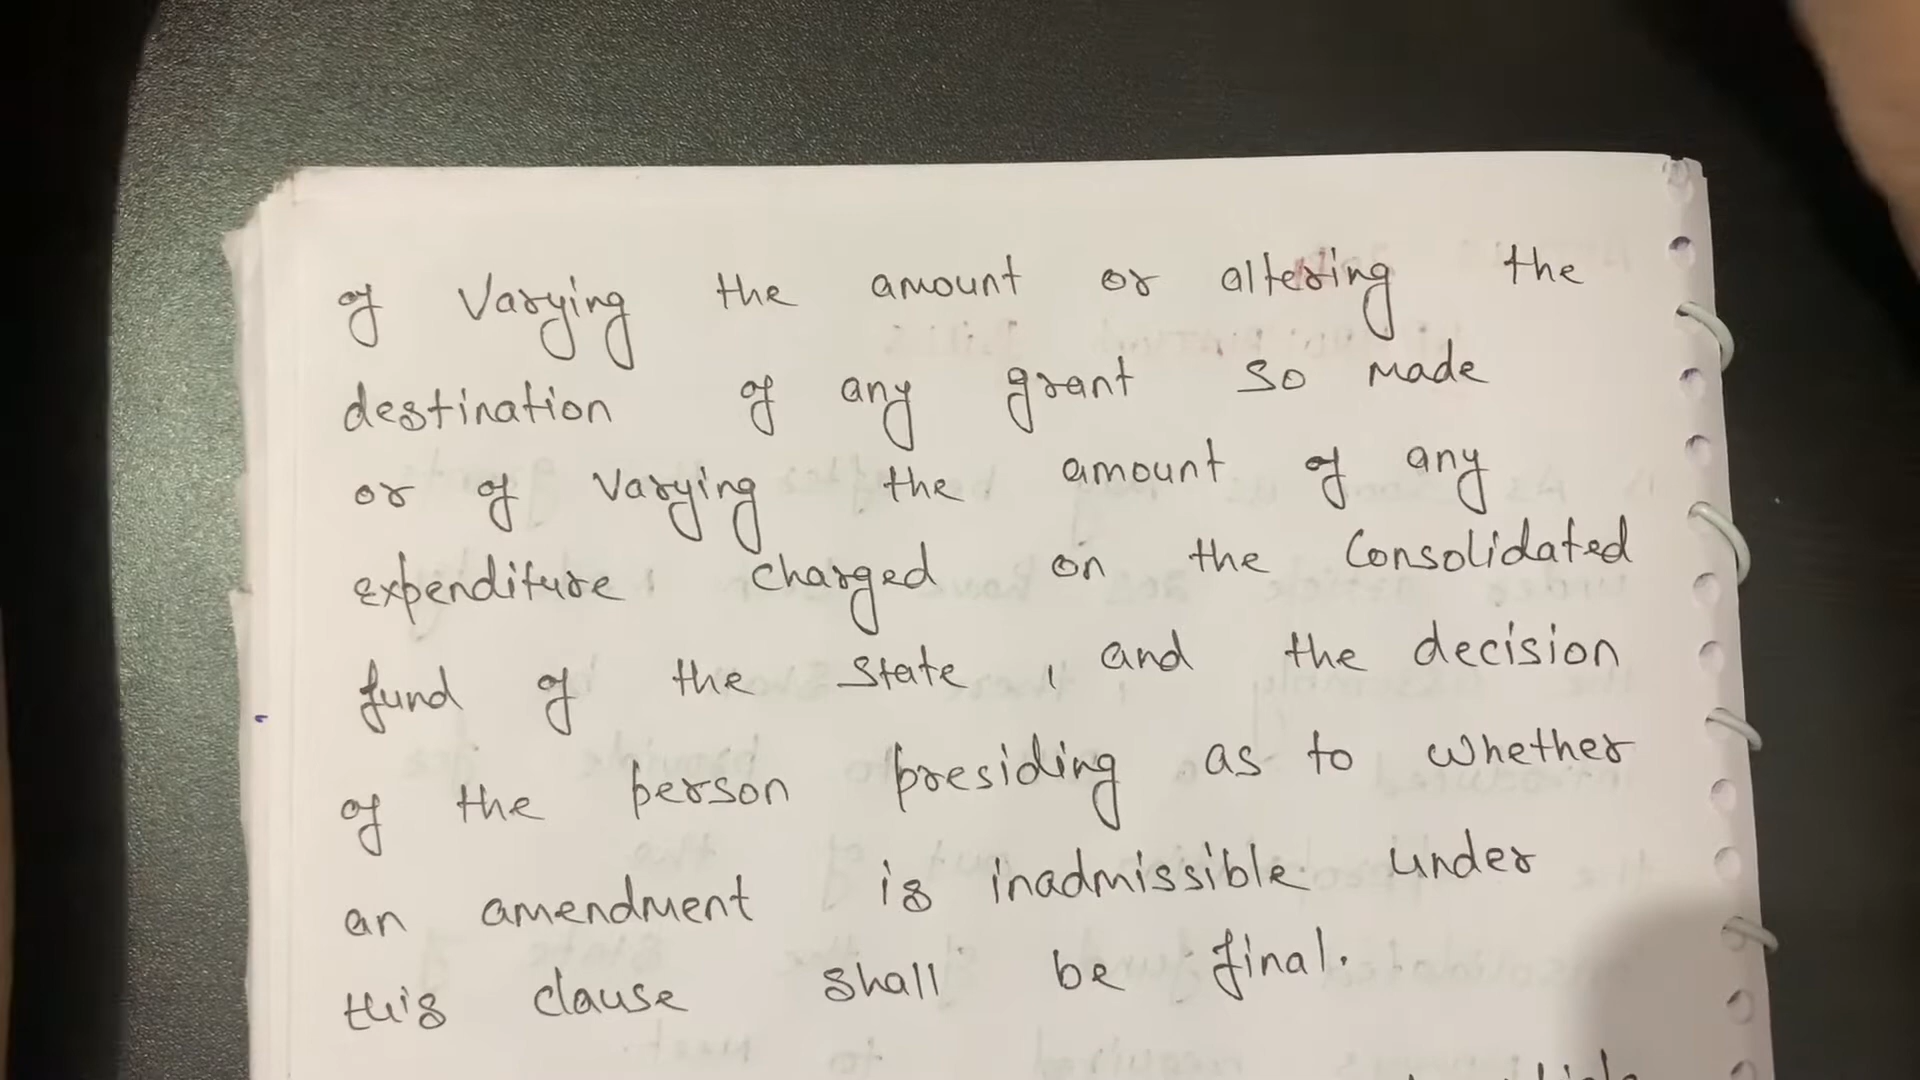 of varying the amount or altering the
destination of any grant so made
or of varying the amount of any
expenditure charged on the Consolidated
fund of the State , and the decision
of the person presiding as to whether
an amendment is inadmissible under
this clause shall be final.